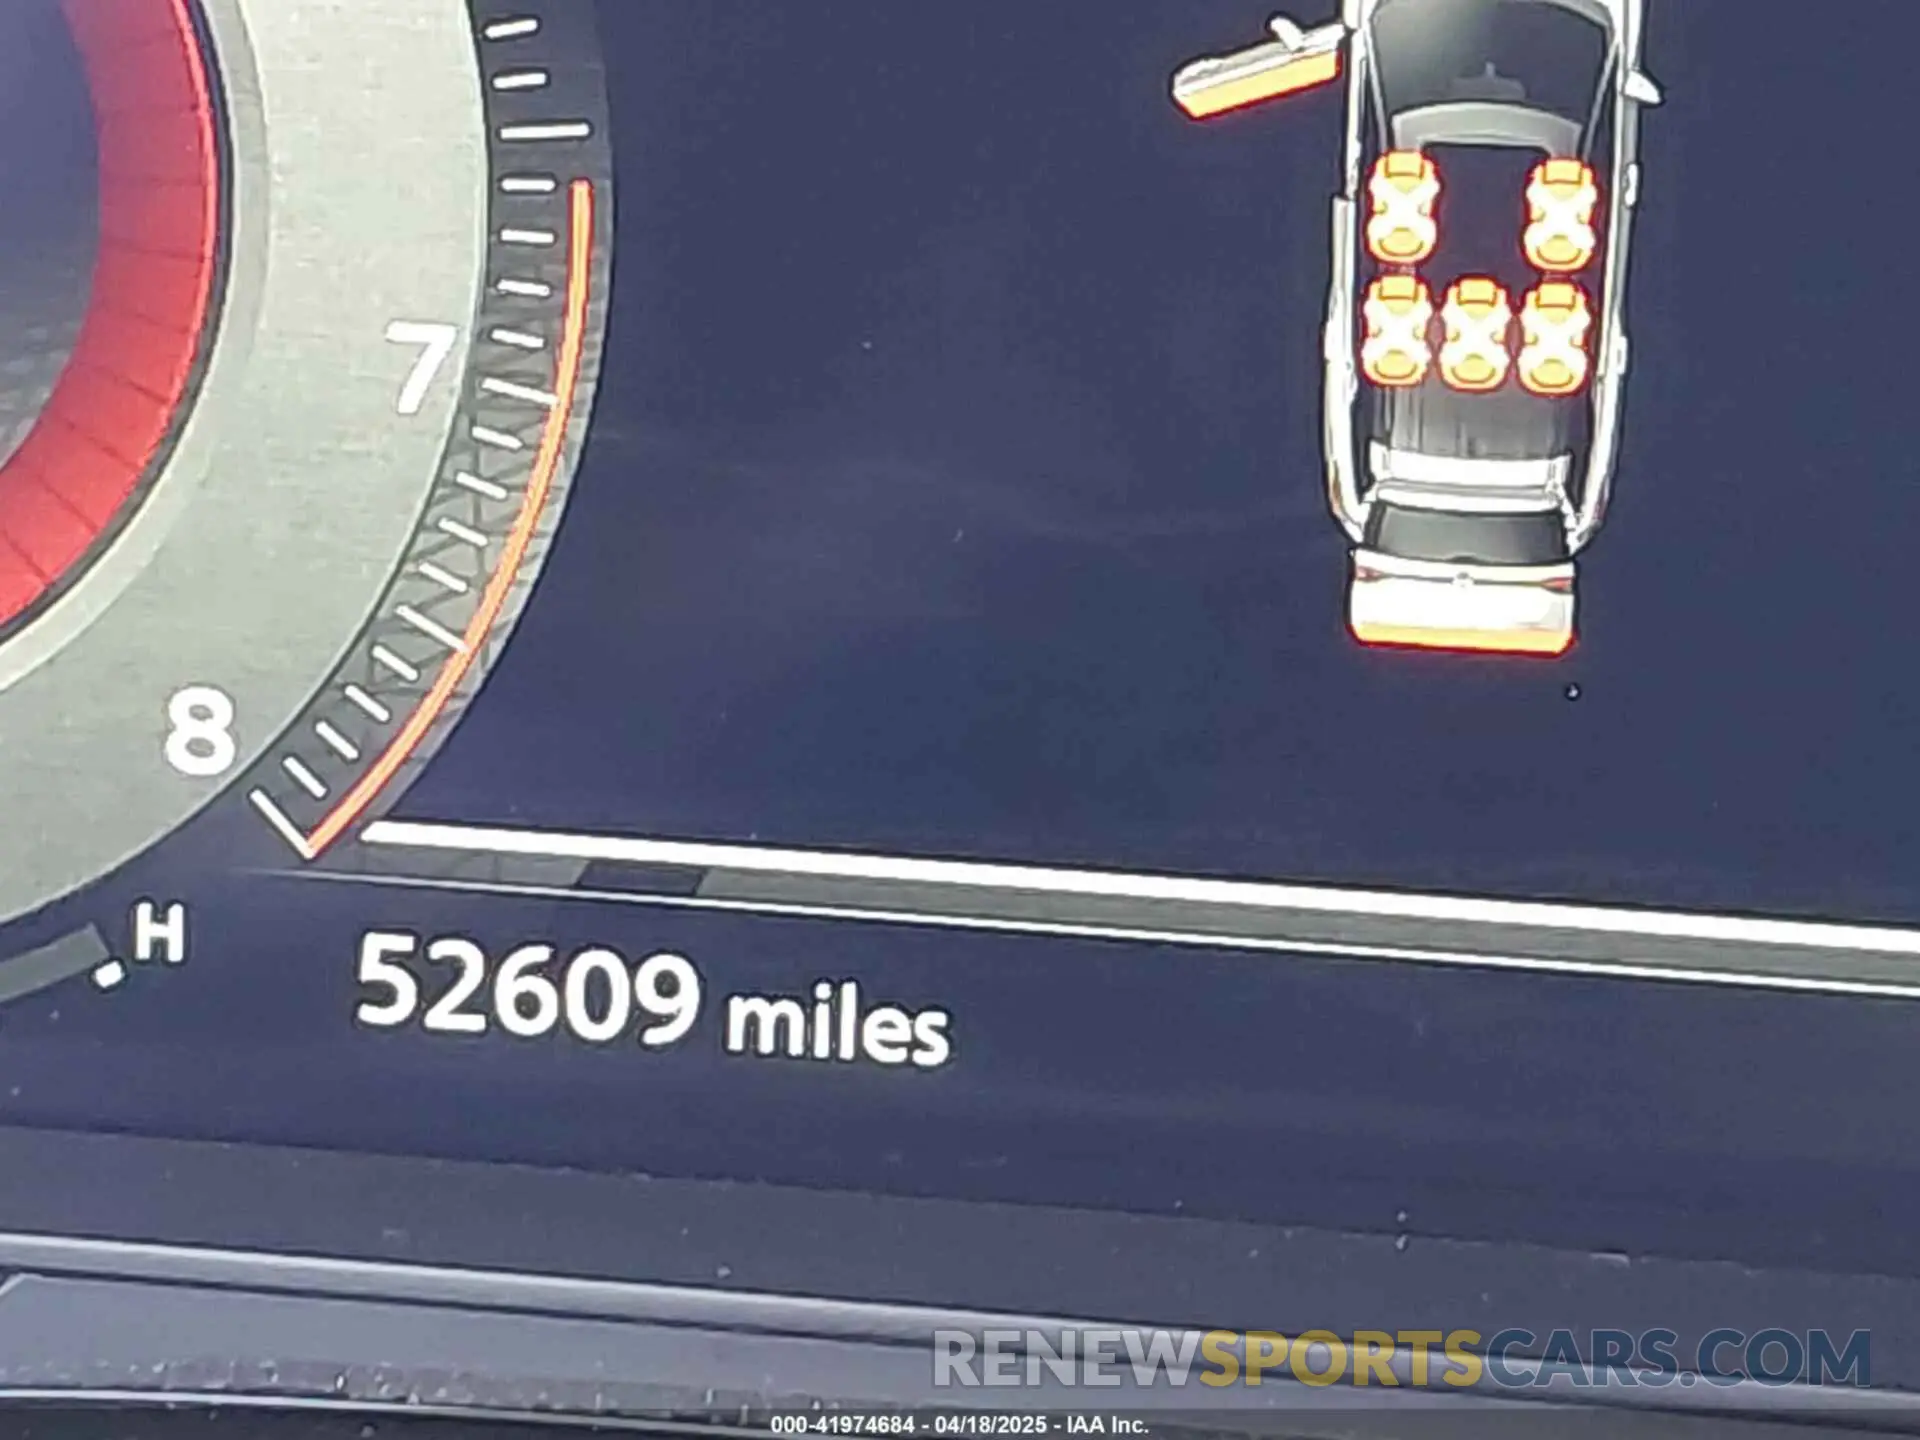 7
8
H
52609 miles
RENEWSPORTSCARS.COM
000-41974684 - 04/18/2025 - IAA Inc.